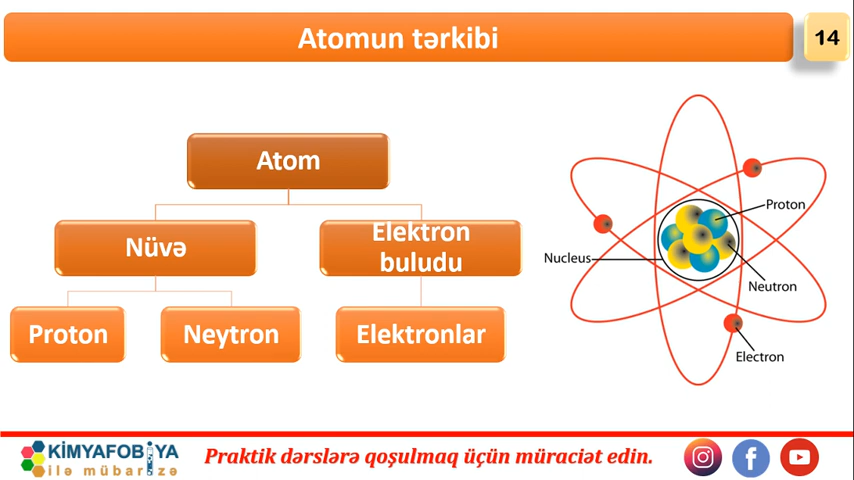 Atomun tərkibi
14
Atom
Nüvə
Elektron
buludu
Proton
Neytron
Elektronlar
Proton
Nucleus
Neutron
Electron
KİMYAFOBİYA
ilə mübarizə
Praktik dərslərə qoşulmaq üçün müraciət edin.